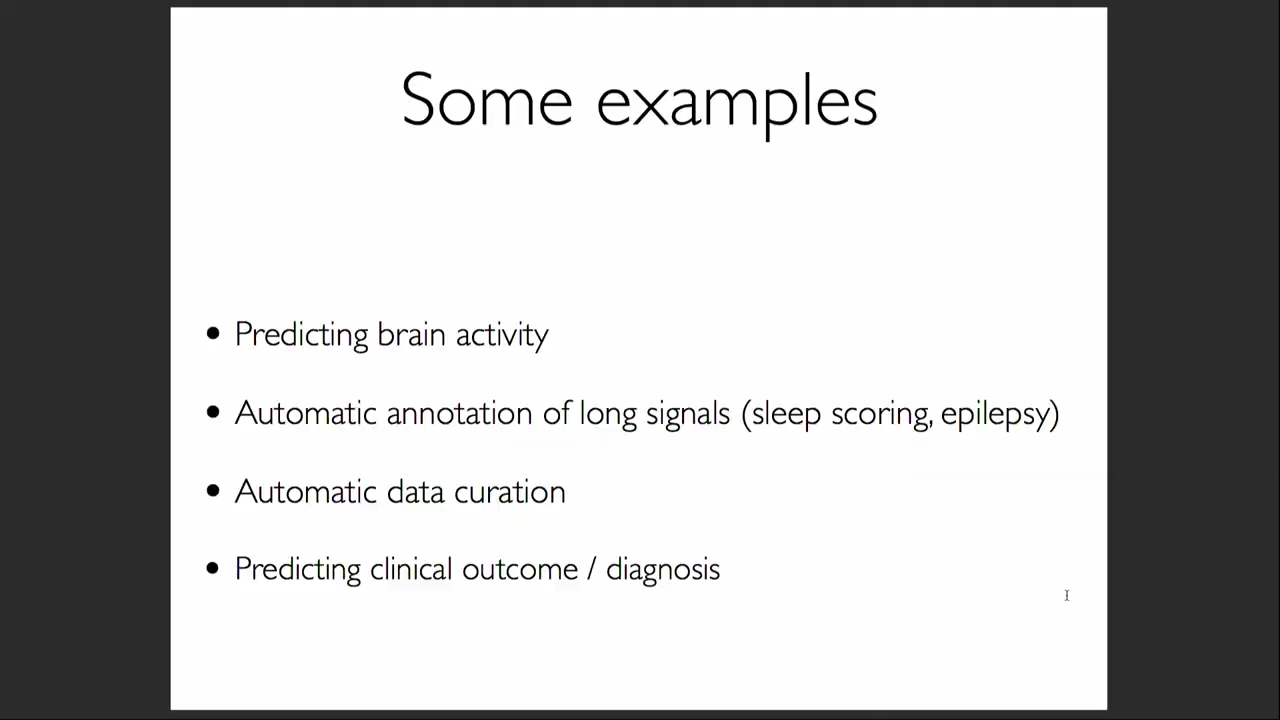 Some examples
• Predicting brain activity
• Automatic annotation of long signals (sleep scoring, epilepsy)
• Automatic data curation
• Predicting clinical outcome / diagnosis